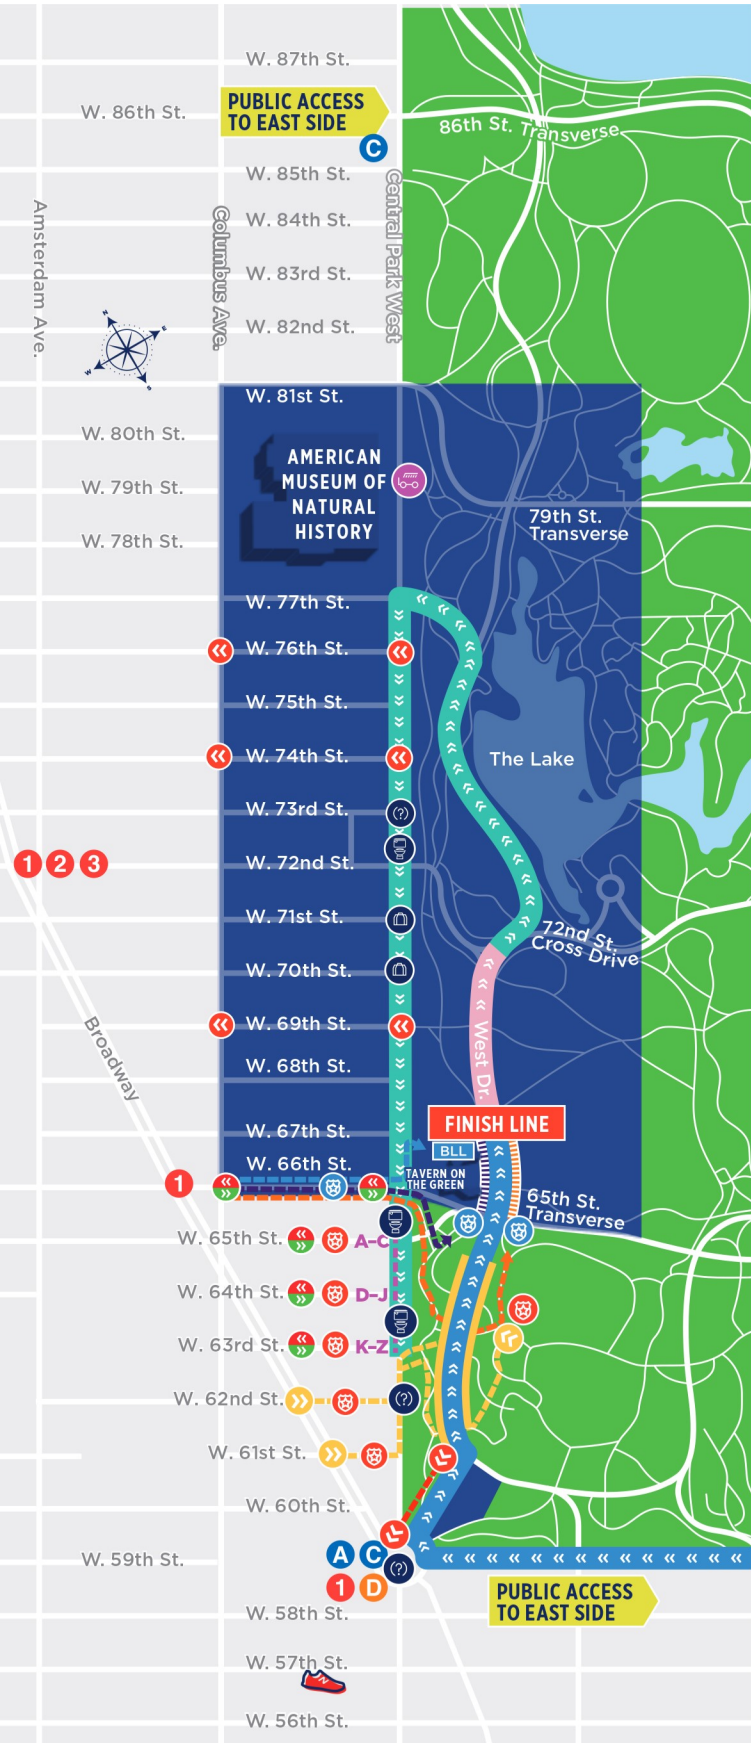 W. 87th St.
W. 86th St.
PUBLIC ACCESS
TO EAST SIDE
86th St. Transverse
C
W. 85th St.
Amsterdam Ave.
Columbus Ave.
Central Park West
W. 84th St.
W. 83rd St.
W. 82nd St.
N
E
W
S
W. 81st St.
W. 80th St.
AMERICAN
MUSEUM OF
NATURAL
HISTORY
W. 79th St.
79th St.
Transverse
W. 78th St.
W. 77th St.
W. 76th St.
W. 75th St.
W. 74th St.
The Lake
W. 73rd St.
W. 72nd St.
1 2 3
W. 71st St.
72nd St.
Cross Drive
W. 70th St.
W. 69th St.
Broadway
West Dr.
W. 68th St.
FINISH LINE
W. 67th St.
BLL
W. 66th St.
TAVERN ON
THE GREEN
1
65th St.
Transverse
W. 65th St.
A-C
W. 64th St.
D-J
W. 63rd St.
K-Z
W. 62nd St.
W. 61st St.
W. 60th St.
W. 59th St.
A C
1 D
PUBLIC ACCESS
TO EAST SIDE
W. 58th St.
W. 57th St.
W. 56th St.